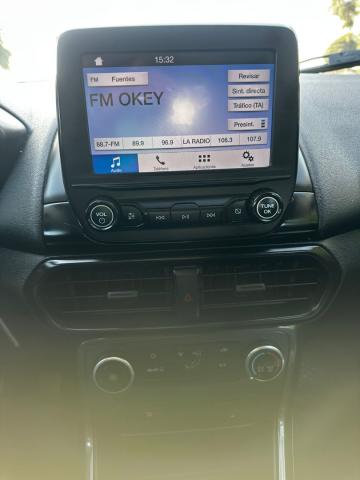 15:32
FM Fuentes
Revisar
Sint. directa
FM OKEY
Tráfico (TA)
Presint.
88.7-FM 89.9 96.9 LA RADIO 106.3 107.9
Audio Teléfono Aplicaciones Ajustes
VOL
TUNE
OK